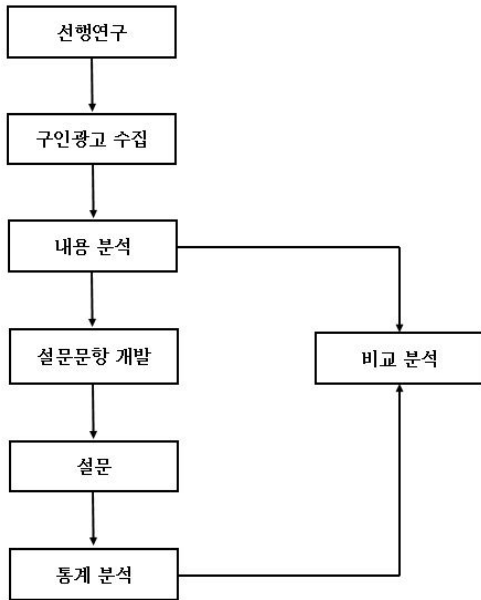 선행연구
구인광고 수집
내용 분석
설문문항 개발
비교 분석
설문
통계 분석